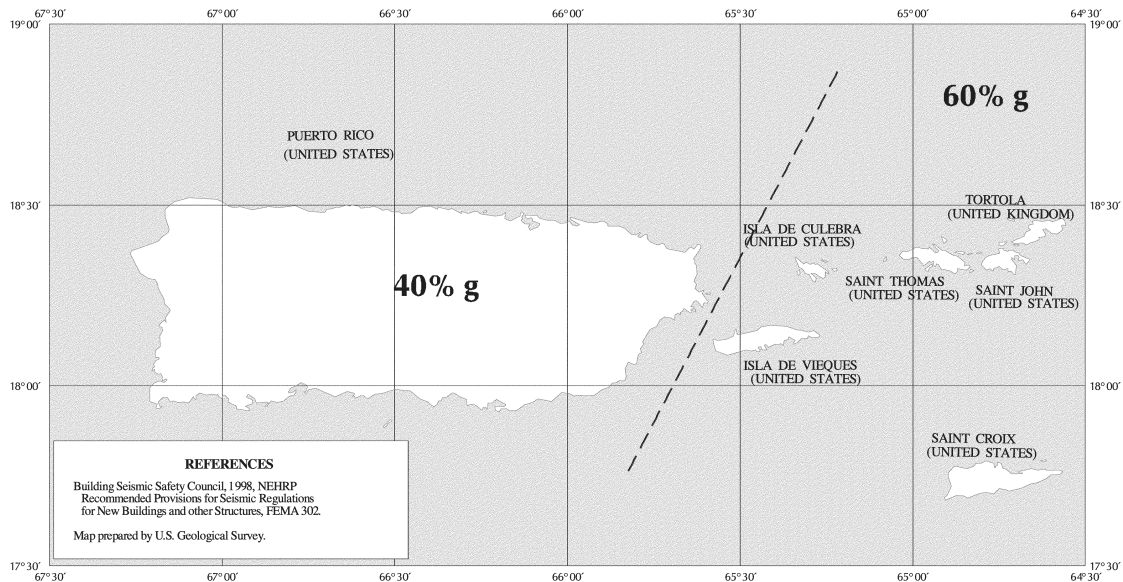 67°30′ 67°00′ 66°30′ 66°00′ 65°30′ 65°00′ 64°30′
19°00′ 19°00′
60% g
PUERTO RICO
(UNITED STATES)
18°30′ 18°30′
TORTOLA
(UNITED KINGDOM)
ISLA DE CULEBRA
(UNITED STATES)
40% g
SAINT THOMAS
(UNITED STATES)
SAINT JOHN
(UNITED STATES)
ISLA DE VIEQUES
(UNITED STATES)
18°00′ 18°00′
SAINT CROIX
(UNITED STATES)
REFERENCES
Building Seismic Safety Council, 1998, NEHRP
Recommended Provisions for Seismic Regulations
for New Buildings and other Structures, FEMA 302.
Map prepared by U.S. Geological Survey.
17°30′ 17°30′
67°30′ 67°00′ 66°30′ 66°00′ 65°30′ 65°00′ 64°30′